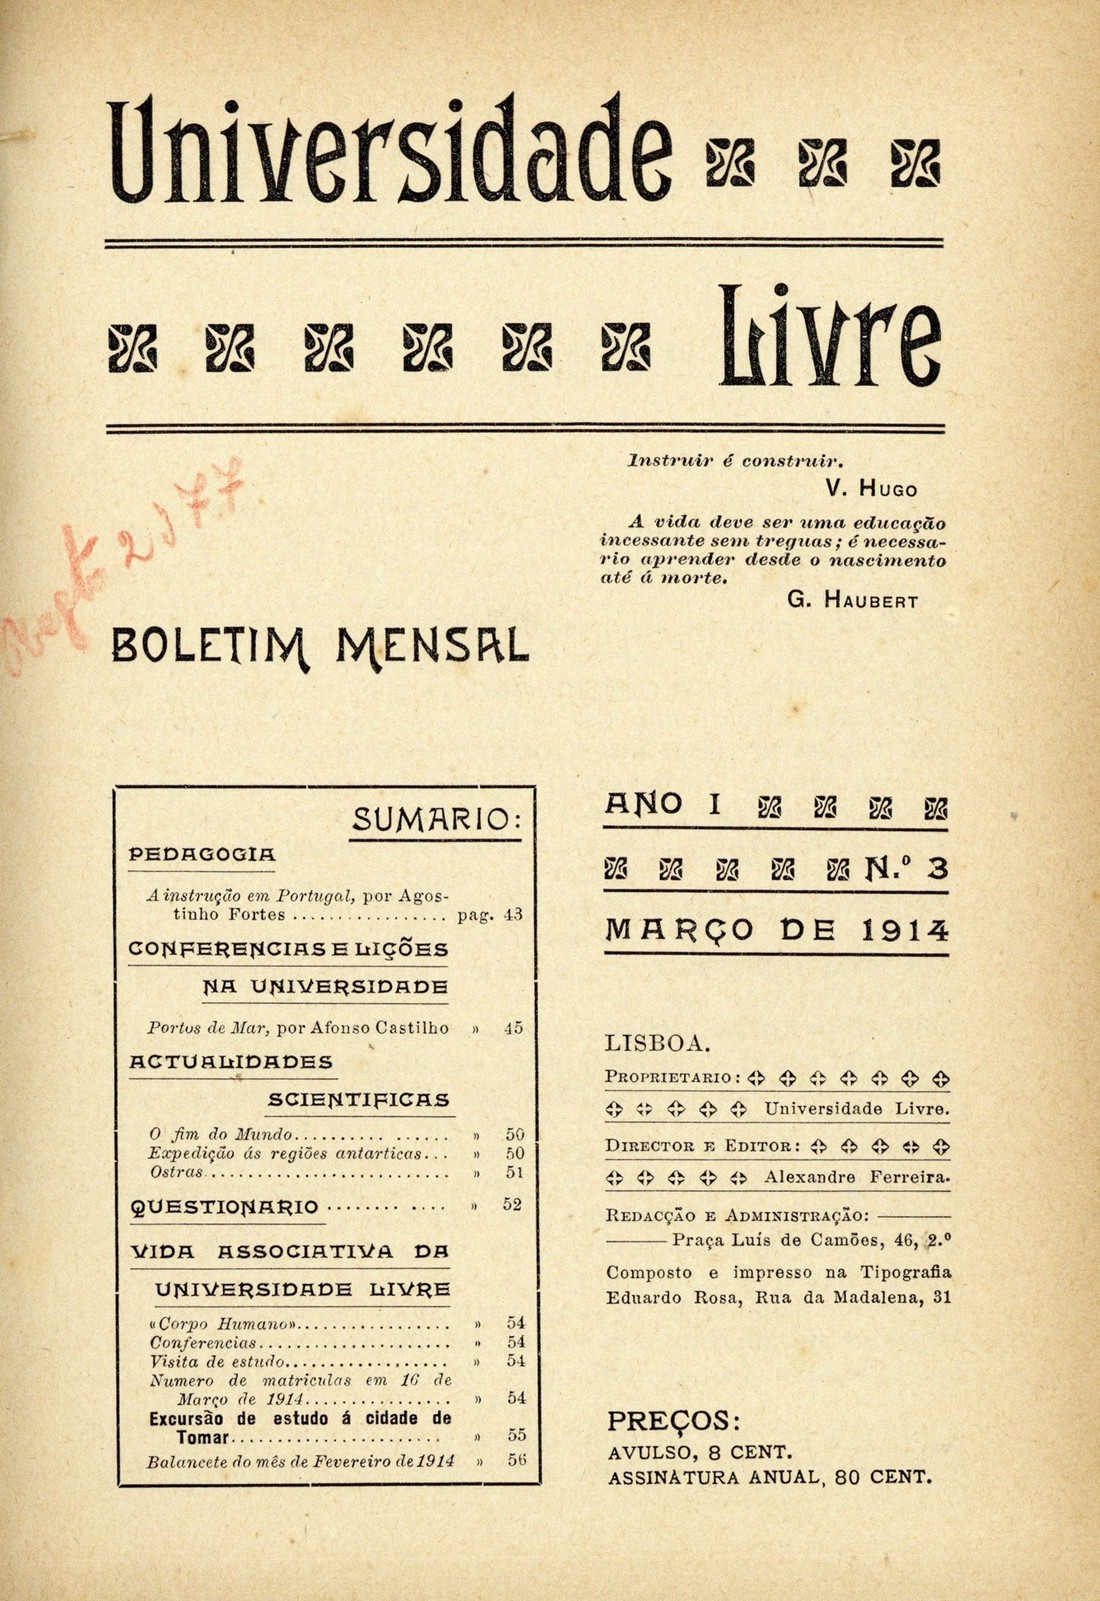 Universidade
Livre
Instruir é construir.
V. HUGO
A vida deve ser uma educação
incessante sem treguas; é necessa-
rio aprender desde o nascimento
até á morte.
G. HAUBERT
2177
BOLETIM MENSAL
SUMARIO:
PEDAGOGIA
A instrução em Portugal, por Agos-
tinho Fortes ................. pag. 43
CONFERENCIAS E LIÇÕES
NA UNIVERSIDADE
Portos de Mar, por Afonso Castilho » 45
ACTUALIDADES
SCIENTIFICAS
O fim do Mundo.......... ...... » 50
Expedição ás regiões antarticas... » 50
Ostras........................... » 51
QUESTIONARIO ........ .... » 52
VIDA ASSOCIATIVA DA
UNIVERSIDADE LIVRE
«Corpo Humano»................. » 54
Conferencias..................... » 54
Visita de estudo.................. » 54
Numero de matriculas em 16 de
Março de 1914................ » 54
Excursão de estudo á cidade de
Tomar....................... » 55
Balancete do mês de Fevereiro de 1914 » 56
ANO I
N.º 3
MARÇO DE 1914
LISBOA.
PROPRIETARIO:
Universidade Livre.
DIRECTOR E EDITOR:
Alexandre Ferreira.
REDACÇÃO E ADMINISTRAÇÃO:
Praça Luís de Camões, 46, 2.º
Composto e impresso na Tipografia
Eduardo Rosa, Rua da Madalena, 31
PREÇOS:
AVULSO, 8 CENT.
ASSINATURA ANUAL, 80 CENT.